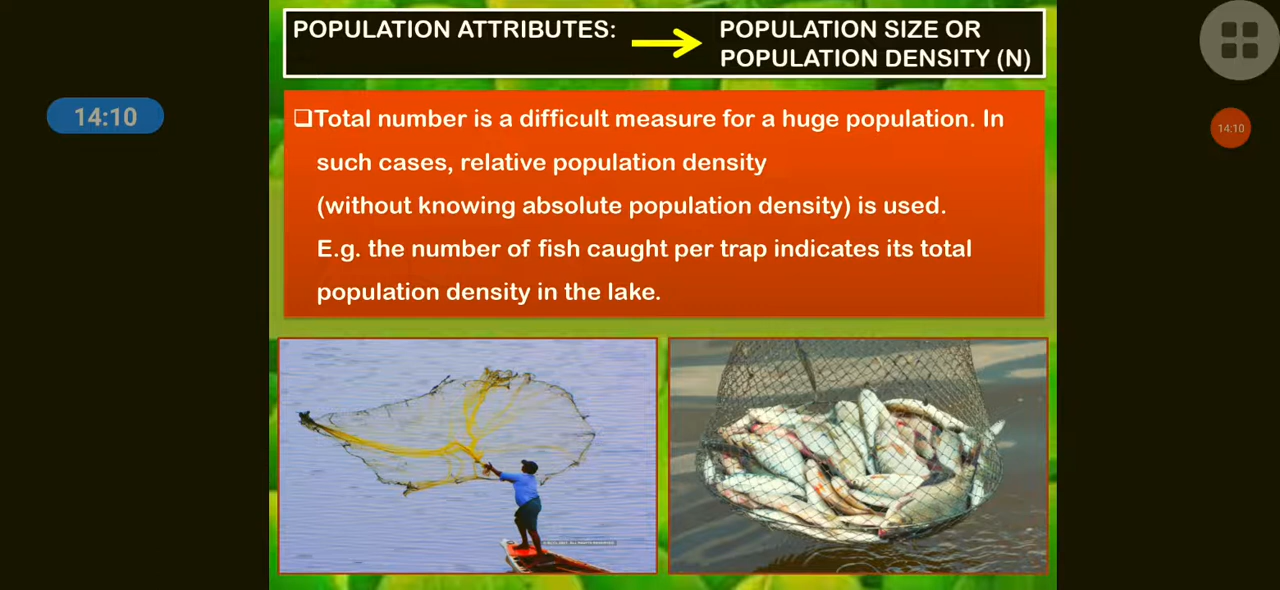 POPULATION ATTRIBUTES:
POPULATION SIZE OR
POPULATION DENSITY (N)
14:10
14:10
❑Total number is a difficult measure for a huge population. In
such cases, relative population density
(without knowing absolute population density) is used.
E.g. the number of fish caught per trap indicates its total
population density in the lake.